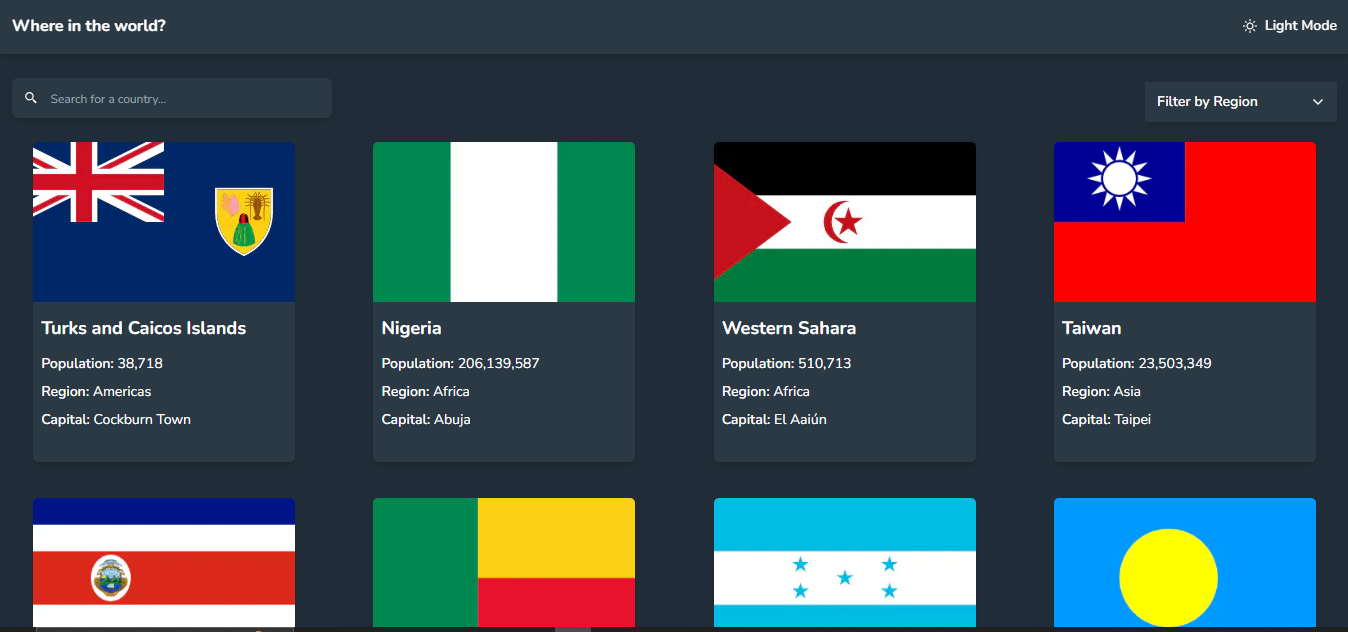 Where in the world?
Light Mode
Search for a country...
Filter by Region
Turks and Caicos Islands
Population: 38,718
Region: Americas
Capital: Cockburn Town
Nigeria
Population: 206,139,587
Region: Africa
Capital: Abuja
Western Sahara
Population: 510,713
Region: Africa
Capital: El Aaiún
Taiwan
Population: 23,503,349
Region: Asia
Capital: Taipei